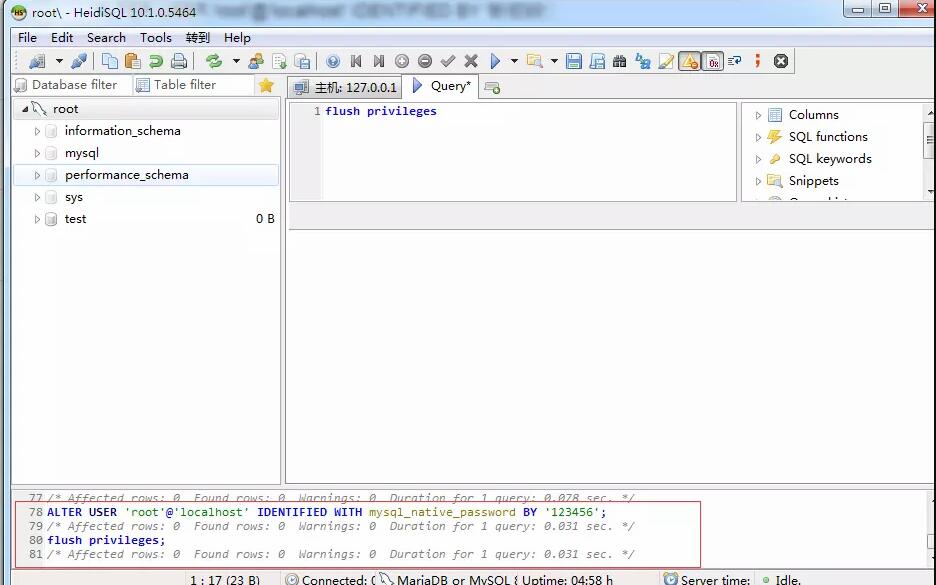 root\ - HeidiSQL 10.1.0.5464
File Edit Search Tools 转到 Help
Database filter Table filter
主机: 127.0.0.1 Query*
root
information_schema
mysql
performance_schema
sys
test 0 B
1 flush privileges
Columns
SQL functions
SQL keywords
Snippets
77 /* Affected rows: 0 Found rows: 0 Warnings: 0 Duration for 1 query: 0.078 sec. */
78 ALTER USER 'root'@'localhost' IDENTIFIED WITH mysql_native_password BY '123456';
79 /* Affected rows: 0 Found rows: 0 Warnings: 0 Duration for 1 query: 0.031 sec. */
80 flush privileges;
81 /* Affected rows: 0 Found rows: 0 Warnings: 0 Duration for 1 query: 0.031 sec. */
1 : 17 (23 B) Connected: MariaDB or MySQL Uptime: 04:58 h Server time: Idle.